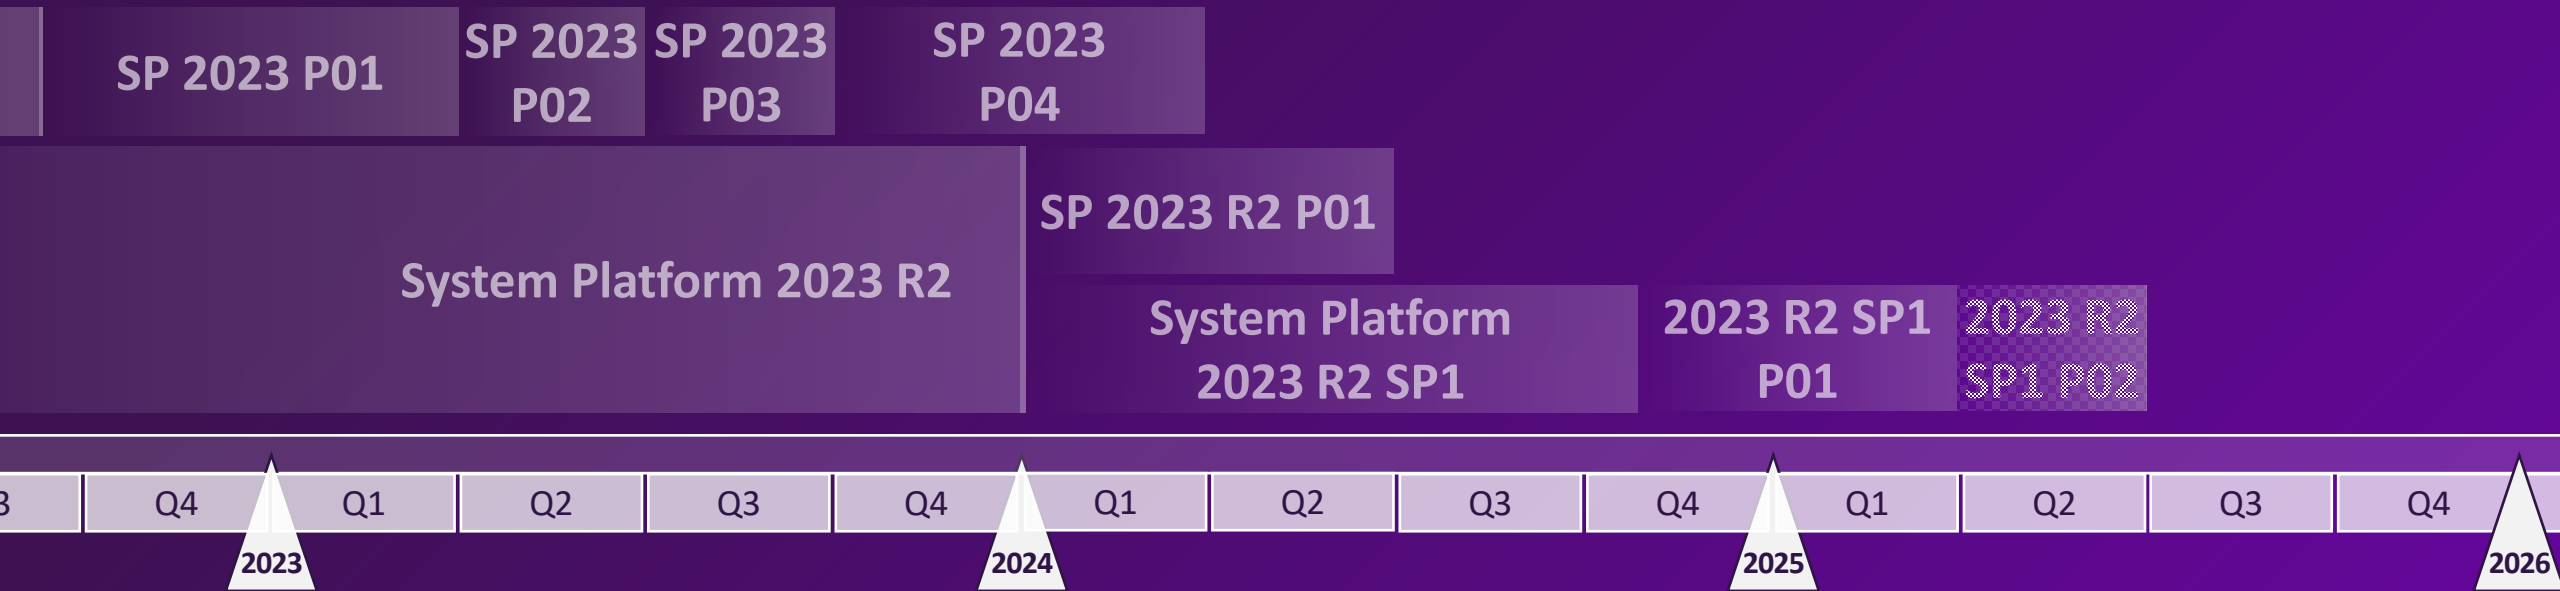 SP 2023 P01
SP 2023
P02
SP 2023
P03
SP 2023
P04
System Platform 2023 R2
SP 2023 R2 P01
System Platform
2023 R2 SP1
2023 R2 SP1
P01
2023 R2
SP1 P02
3 Q4 Q1 Q2 Q3 Q4 Q1 Q2 Q3 Q4 Q1 Q2 Q3 Q4
2023 2024 2025 2026